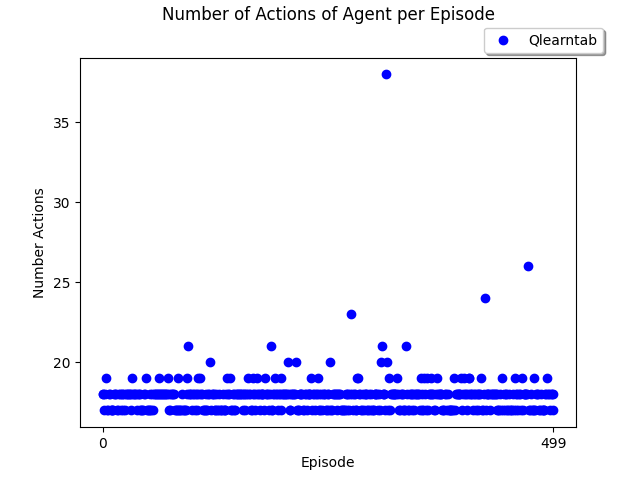 Number of Actions of Agent per Episode
Qlearntab
35
30
25
20
Number Actions
0
499
Episode